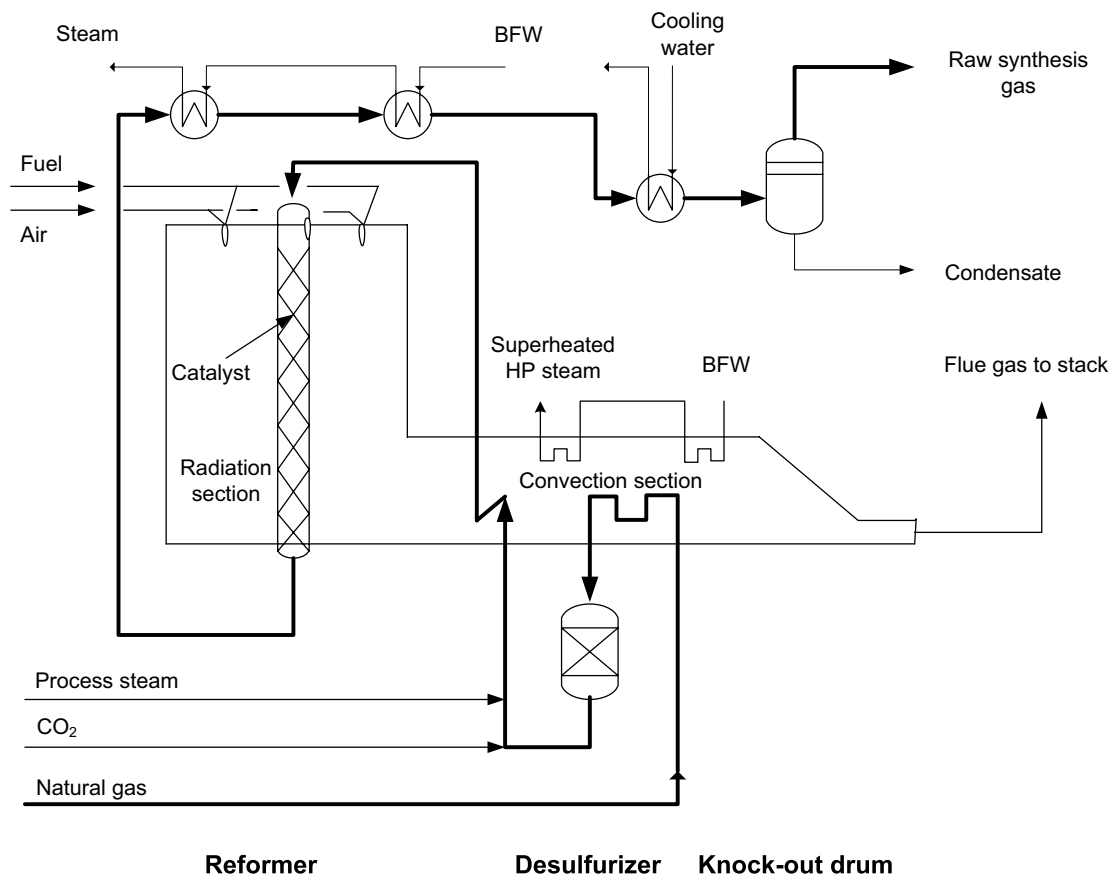 Steam
BFW
Cooling
water
Raw synthesis
gas
Fuel
Air
Condensate
Catalyst
Superheated
HP steam
BFW
Flue gas to stack
Radiation
section
Convection section
Process steam
CO₂
Natural gas
Reformer
Desulfurizer
Knock-out drum